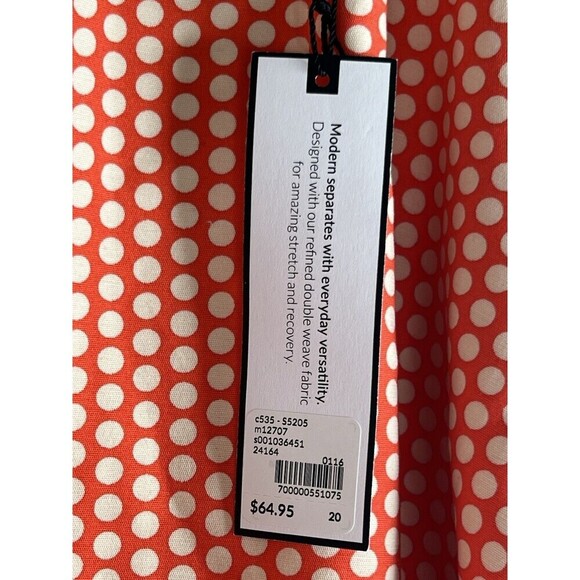 Modern separates with everyday versatility.
Designed with our refined double weave fabric
for amazing stretch and recovery.
c535 - S5205
m12707
s001036451
24164
0116
700000551075
$64.95
20